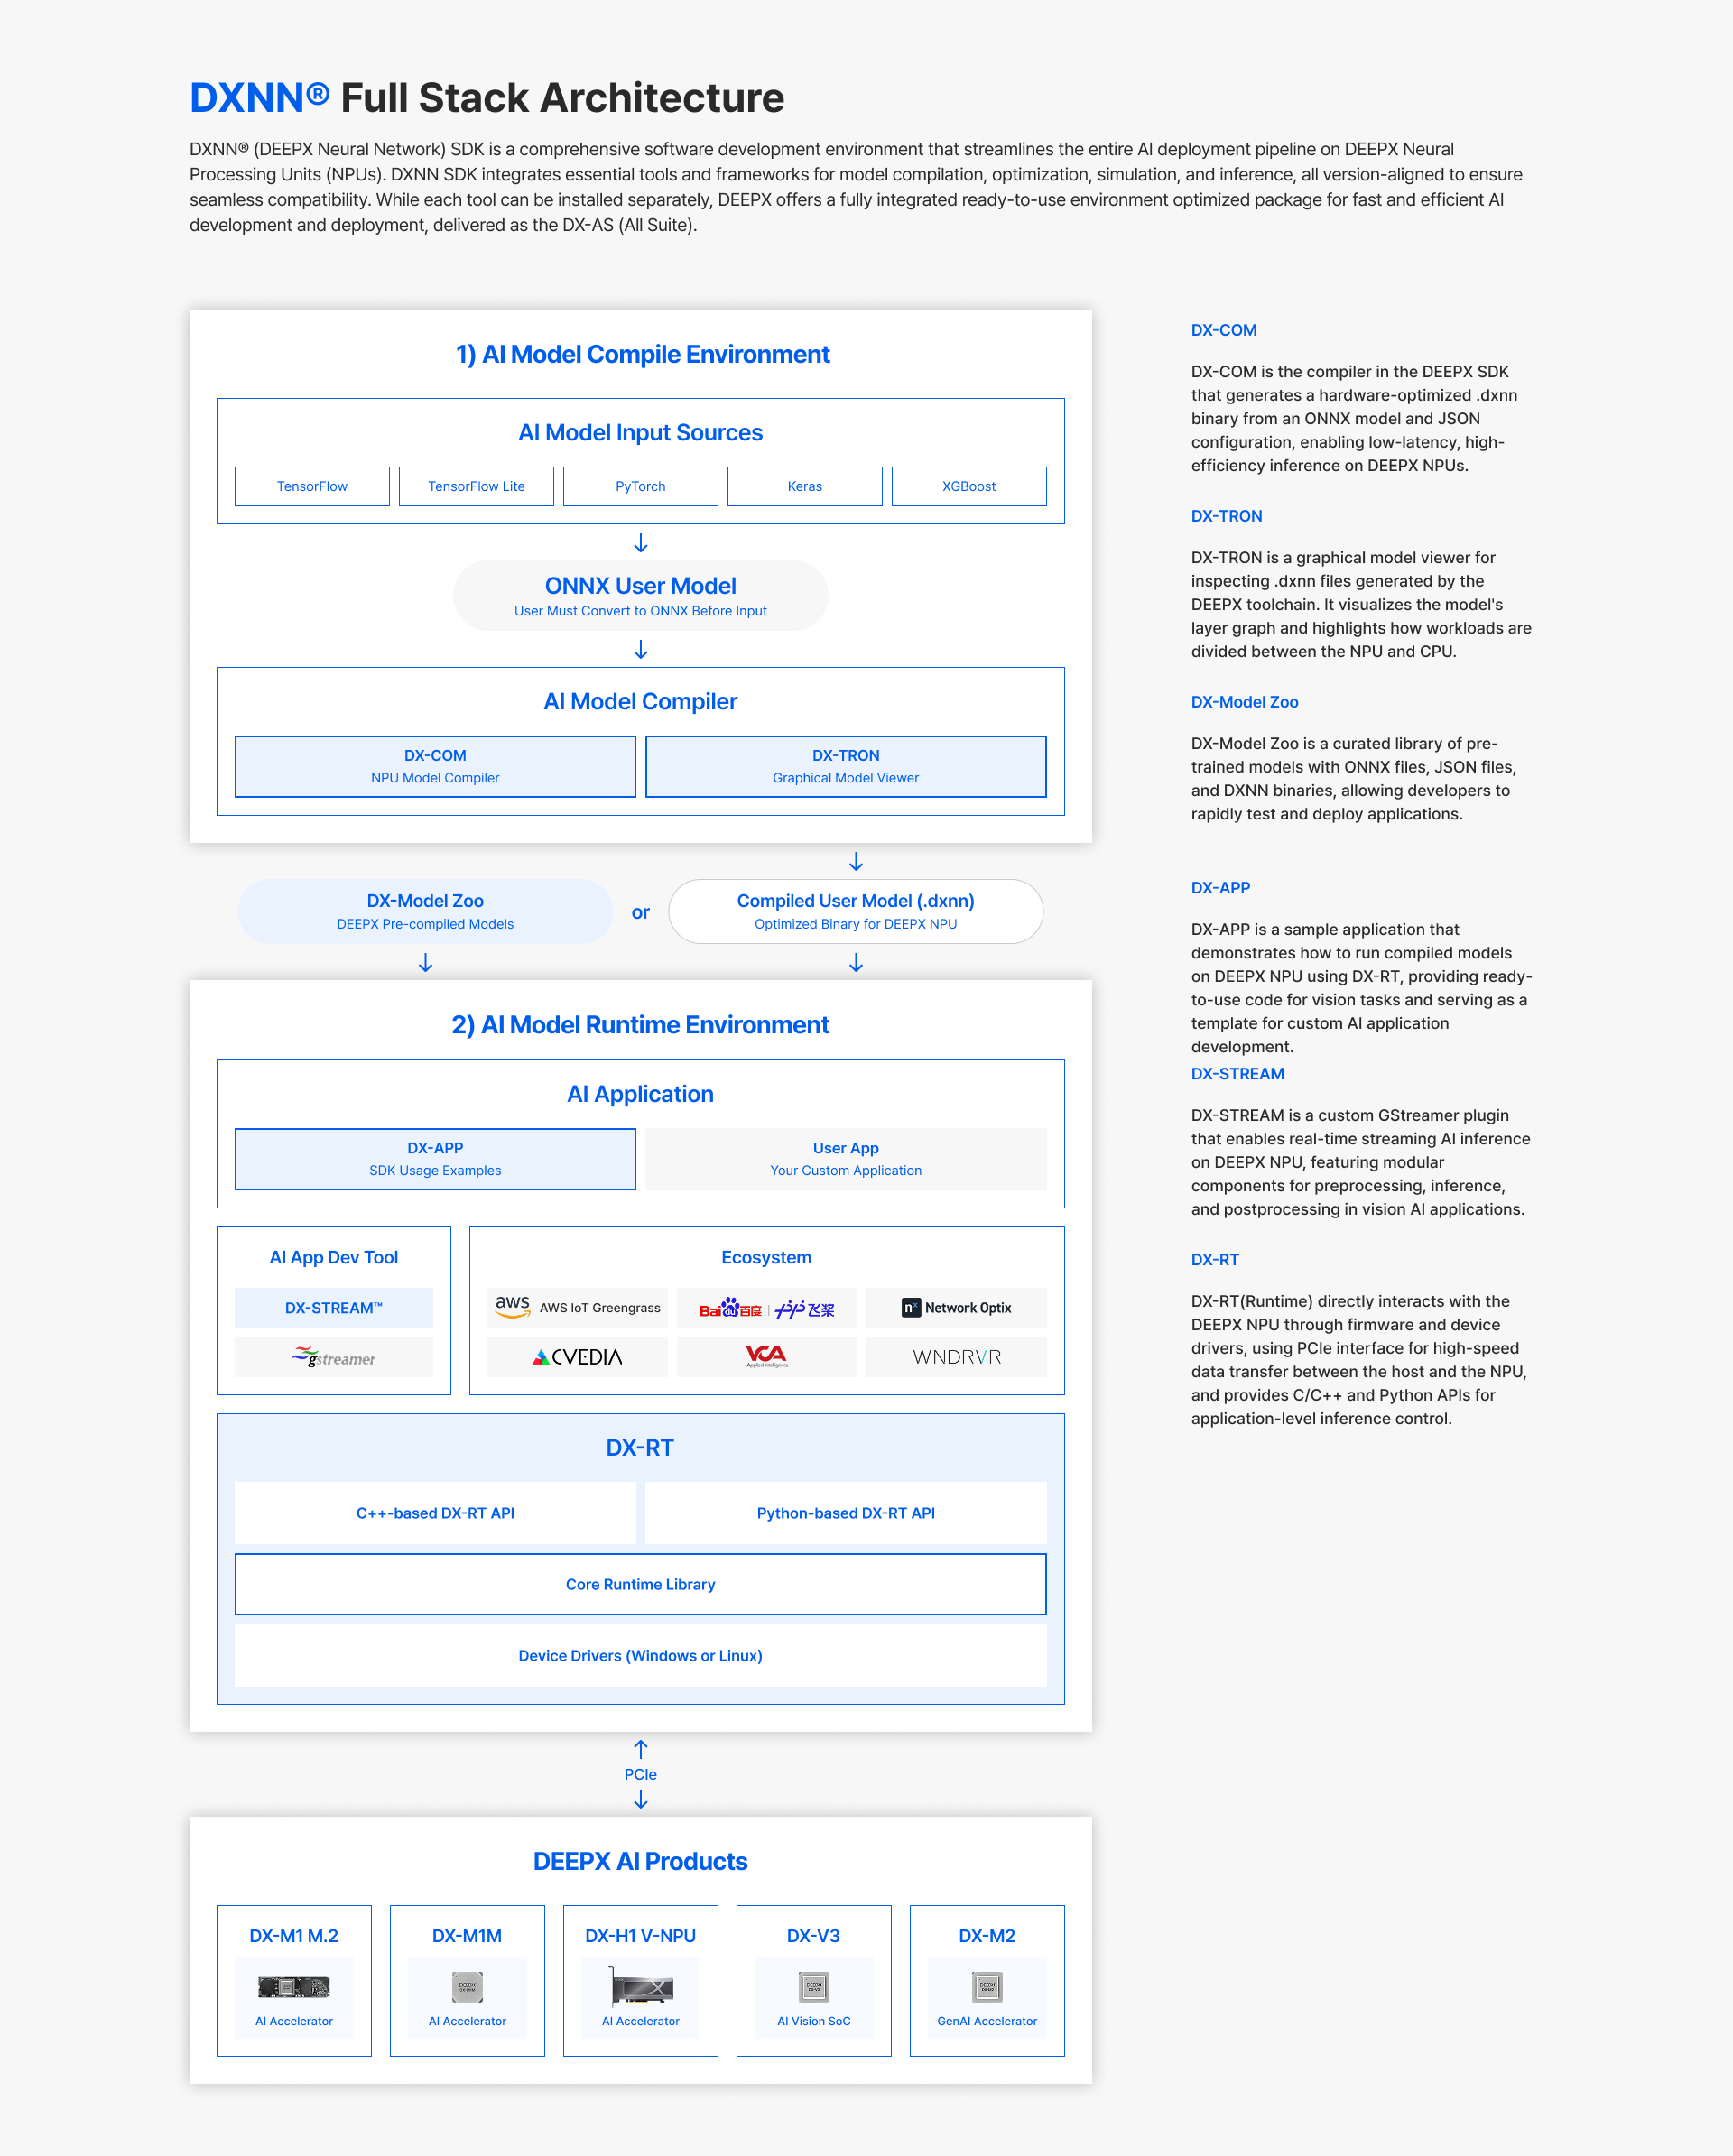 DXNN® Full Stack Architecture
DXNN® (DEEPX Neural Network) SDK is a comprehensive software development environment that streamlines the entire AI deployment pipeline on DEEPX Neural
Processing Units (NPUs). DXNN SDK integrates essential tools and frameworks for model compilation, optimization, simulation, and inference, all version-aligned to ensure
seamless compatibility. While each tool can be installed separately, DEEPX offers a fully integrated ready-to-use environment optimized package for fast and efficient AI
development and deployment, delivered as the DX-AS (All Suite).
1) AI Model Compile Environment
AI Model Input Sources
TensorFlow
TensorFlow Lite
PyTorch
Keras
XGBoost
ONNX User Model
User Must Convert to ONNX Before Input
AI Model Compiler
DX-COM
NPU Model Compiler
DX-TRON
Graphical Model Viewer
DX-Model Zoo
DEEPX Pre-compiled Models
or
Compiled User Model (.dxnn)
Optimized Binary for DEEPX NPU
2) AI Model Runtime Environment
AI Application
DX-APP
SDK Usage Examples
User App
Your Custom Application
AI App Dev Tool
DX-STREAM™
gstreamer
Ecosystem
aws AWS IoT Greengrass
Bai du 百度 | 飞桨
nx Network Optix
CVEDIA
VCA
Applied Intelligence
WNDRVR
DX-RT
C++-based DX-RT API
Python-based DX-RT API
Core Runtime Library
Device Drivers (Windows or Linux)
PCIe
DEEPX AI Products
DX-M1 M.2
AI Accelerator
DX-M1M
DEEPX
DX-M1M
AI Accelerator
DX-H1 V-NPU
AI Accelerator
DX-V3
DEEPX
AI Vision SoC
DX-M2
DEEPX
DX-M2
GenAI Accelerator
DX-COM
DX-COM is the compiler in the DEEPX SDK
that generates a hardware-optimized .dxnn
binary from an ONNX model and JSON
configuration, enabling low-latency, high-
efficiency inference on DEEPX NPUs.
DX-TRON
DX-TRON is a graphical model viewer for
inspecting .dxnn files generated by the
DEEPX toolchain. It visualizes the model's
layer graph and highlights how workloads are
divided between the NPU and CPU.
DX-Model Zoo
DX-Model Zoo is a curated library of pre-
trained models with ONNX files, JSON files,
and DXNN binaries, allowing developers to
rapidly test and deploy applications.
DX-APP
DX-APP is a sample application that
demonstrates how to run compiled models
on DEEPX NPU using DX-RT, providing ready-
to-use code for vision tasks and serving as a
template for custom AI application
development.
DX-STREAM
DX-STREAM is a custom GStreamer plugin
that enables real-time streaming AI inference
on DEEPX NPU, featuring modular
components for preprocessing, inference,
and postprocessing in vision AI applications.
DX-RT
DX-RT(Runtime) directly interacts with the
DEEPX NPU through firmware and device
drivers, using PCIe interface for high-speed
data transfer between the host and the NPU,
and provides C/C++ and Python APIs for
application-level inference control.